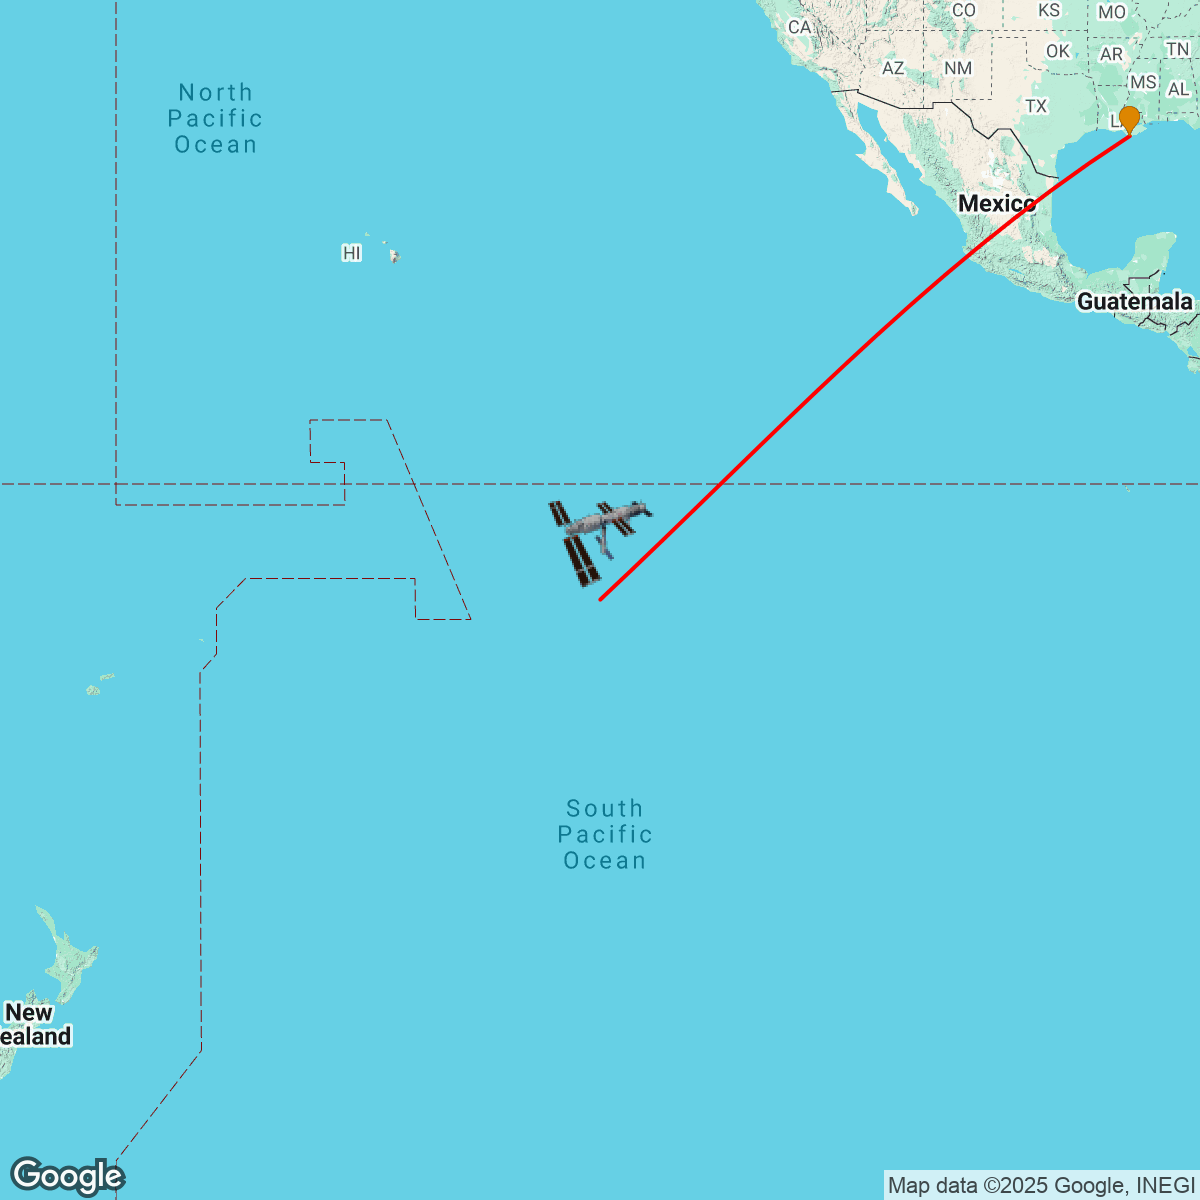 CO
KS
MO
CA
OK
AR
TN
AZ
NM
MS
AL
TX
North
Pacific
Ocean
Mexico
HI
Guatemala
South
Pacific
Ocean
New
ealand
Google
Map data ©2025 Google, INEGI